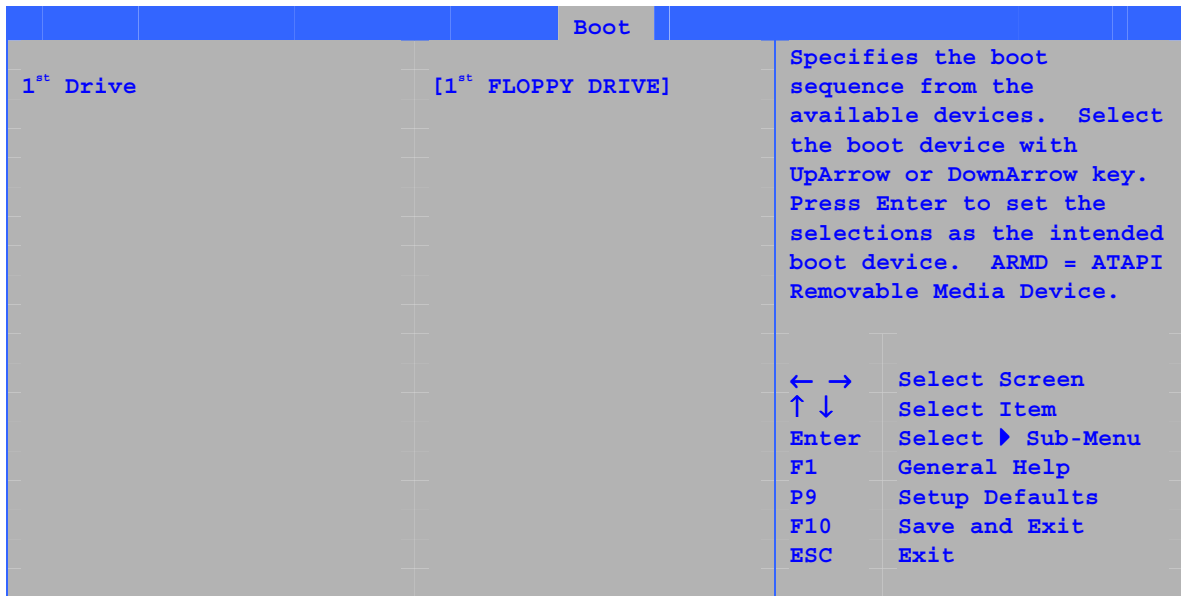 Boot
1st Drive [1st FLOPPY DRIVE]
Specifies the boot
sequence from the
available devices. Select
the boot device with
UpArrow or DownArrow key.
Press Enter to set the
selections as the intended
boot device. ARMD = ATAPI
Removable Media Device.
← → Select Screen
↑ ↓ Select Item
Enter Select ▶ Sub-Menu
F1 General Help
P9 Setup Defaults
F10 Save and Exit
ESC Exit